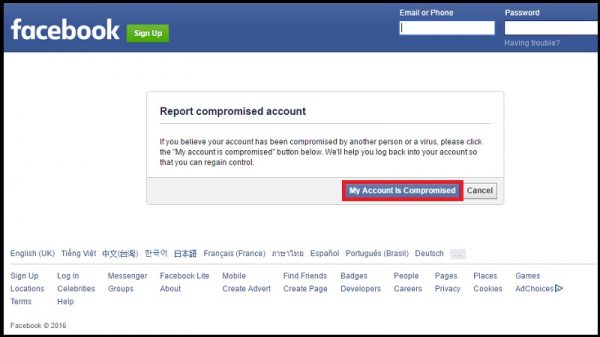 facebook
Sign Up
Email or Phone
Password
Having trouble?
Report compromised account
If you believe your account has been compromised by another person or a virus, please click
the "My account is compromised" button below. We'll help you log back into your account so
that you can regain control.
My Account Is Compromised
Cancel
English (UK) Tiếng Việt 中文(台灣) 한국어 日本語 Français (France) ภาษาไทย Español Português (Brasil) Deutsch ...
Sign Up Log in Messenger Facebook Lite Mobile Find Friends Badges People Pages Places Games
Locations Celebrities Groups About Create Advert Create Page Developers Careers Privacy Cookies AdChoices
Terms Help
Facebook © 2016